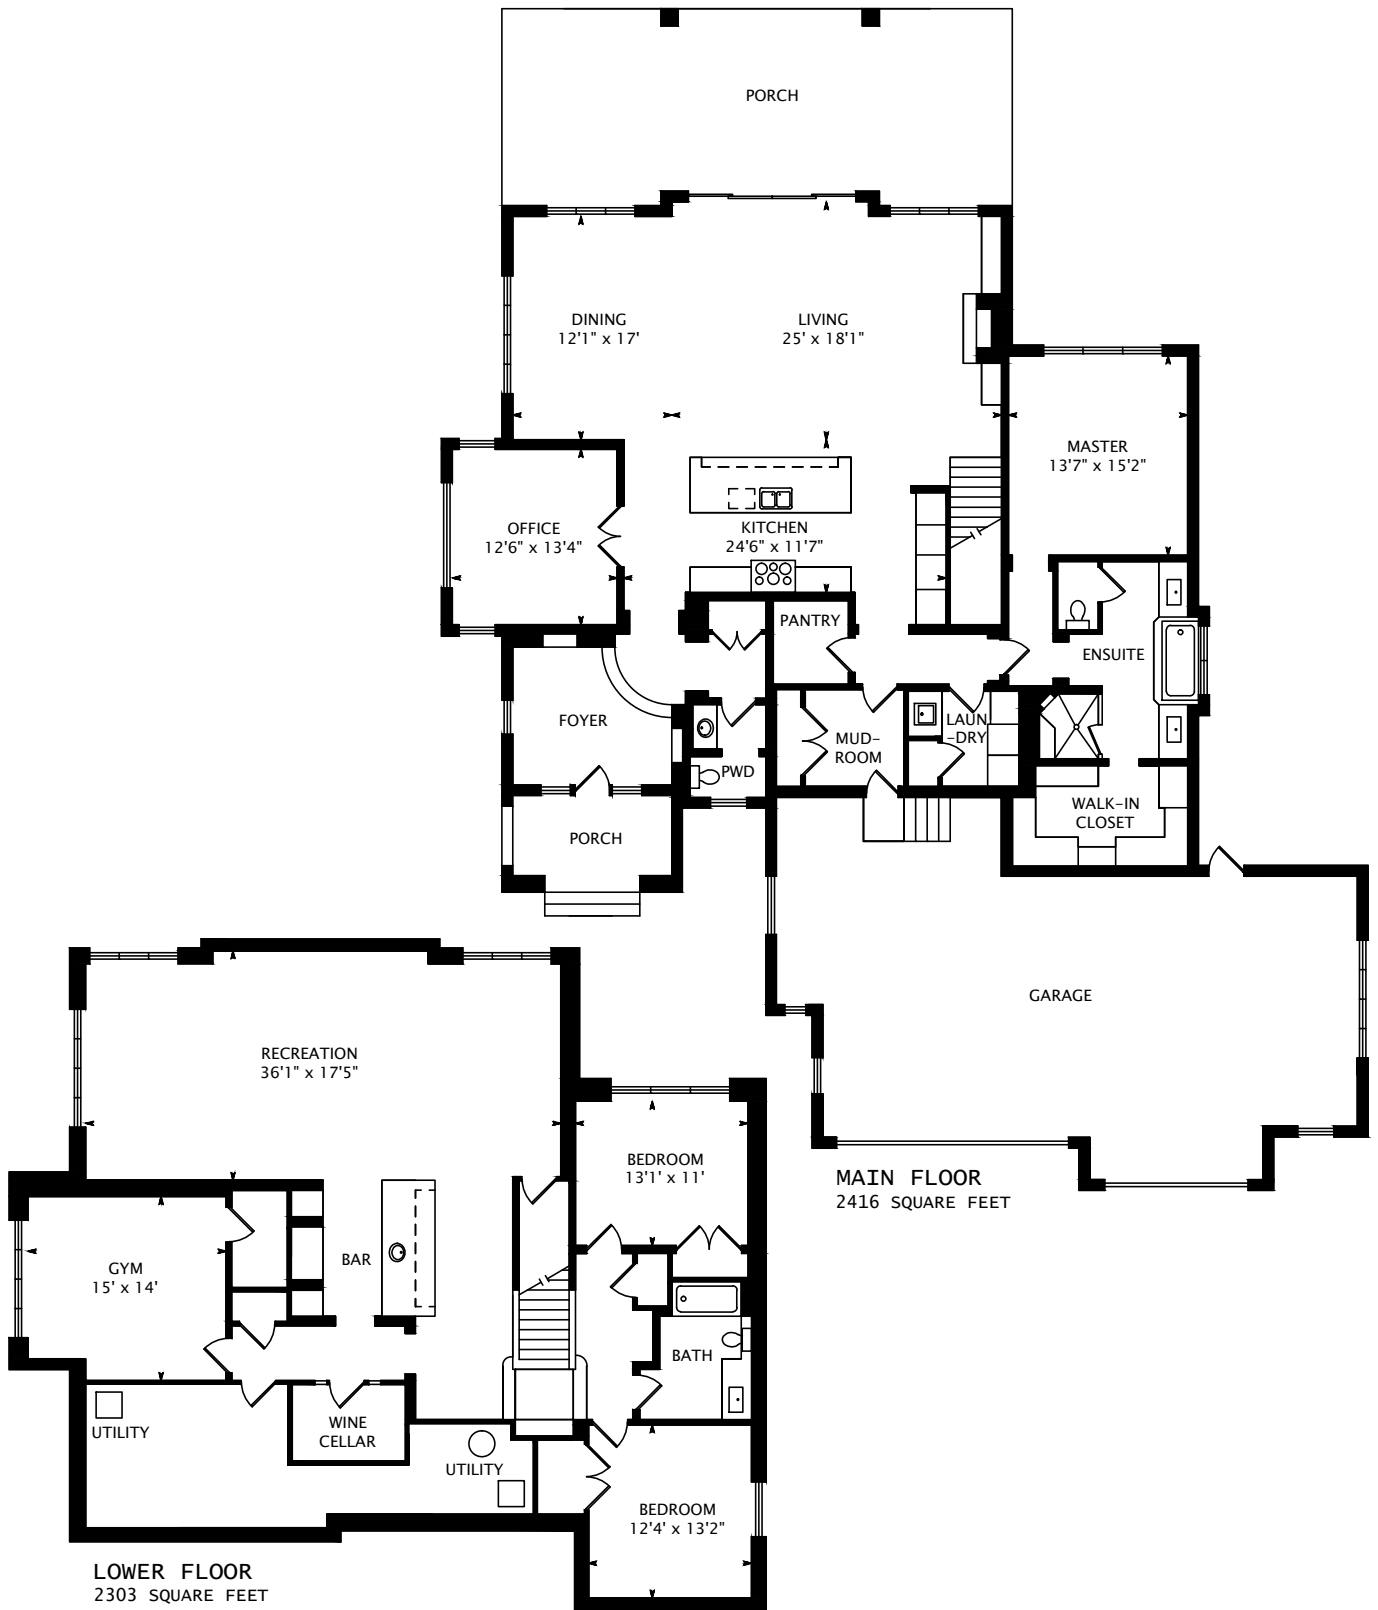 PORCH
DINING
12'1" x 17'
LIVING
25' x 18'1"
MASTER
13'7" x 15'2"
OFFICE
12'6" x 13'4"
KITCHEN
24'6" x 11'7"
PANTRY
ENSUITE
FOYER
MUD-
ROOM
LAUN
-DRY
PWD
WALK-IN
CLOSET
PORCH
GARAGE
MAIN FLOOR
2416 SQUARE FEET
RECREATION
36'1" x 17'5"
BEDROOM
13'1' x 11'
GYM
15' x 14'
BAR
BATH
UTILITY
WINE
CELLAR
UTILITY
BEDROOM
12'4' x 13'2"
LOWER FLOOR
2303 SQUARE FEET